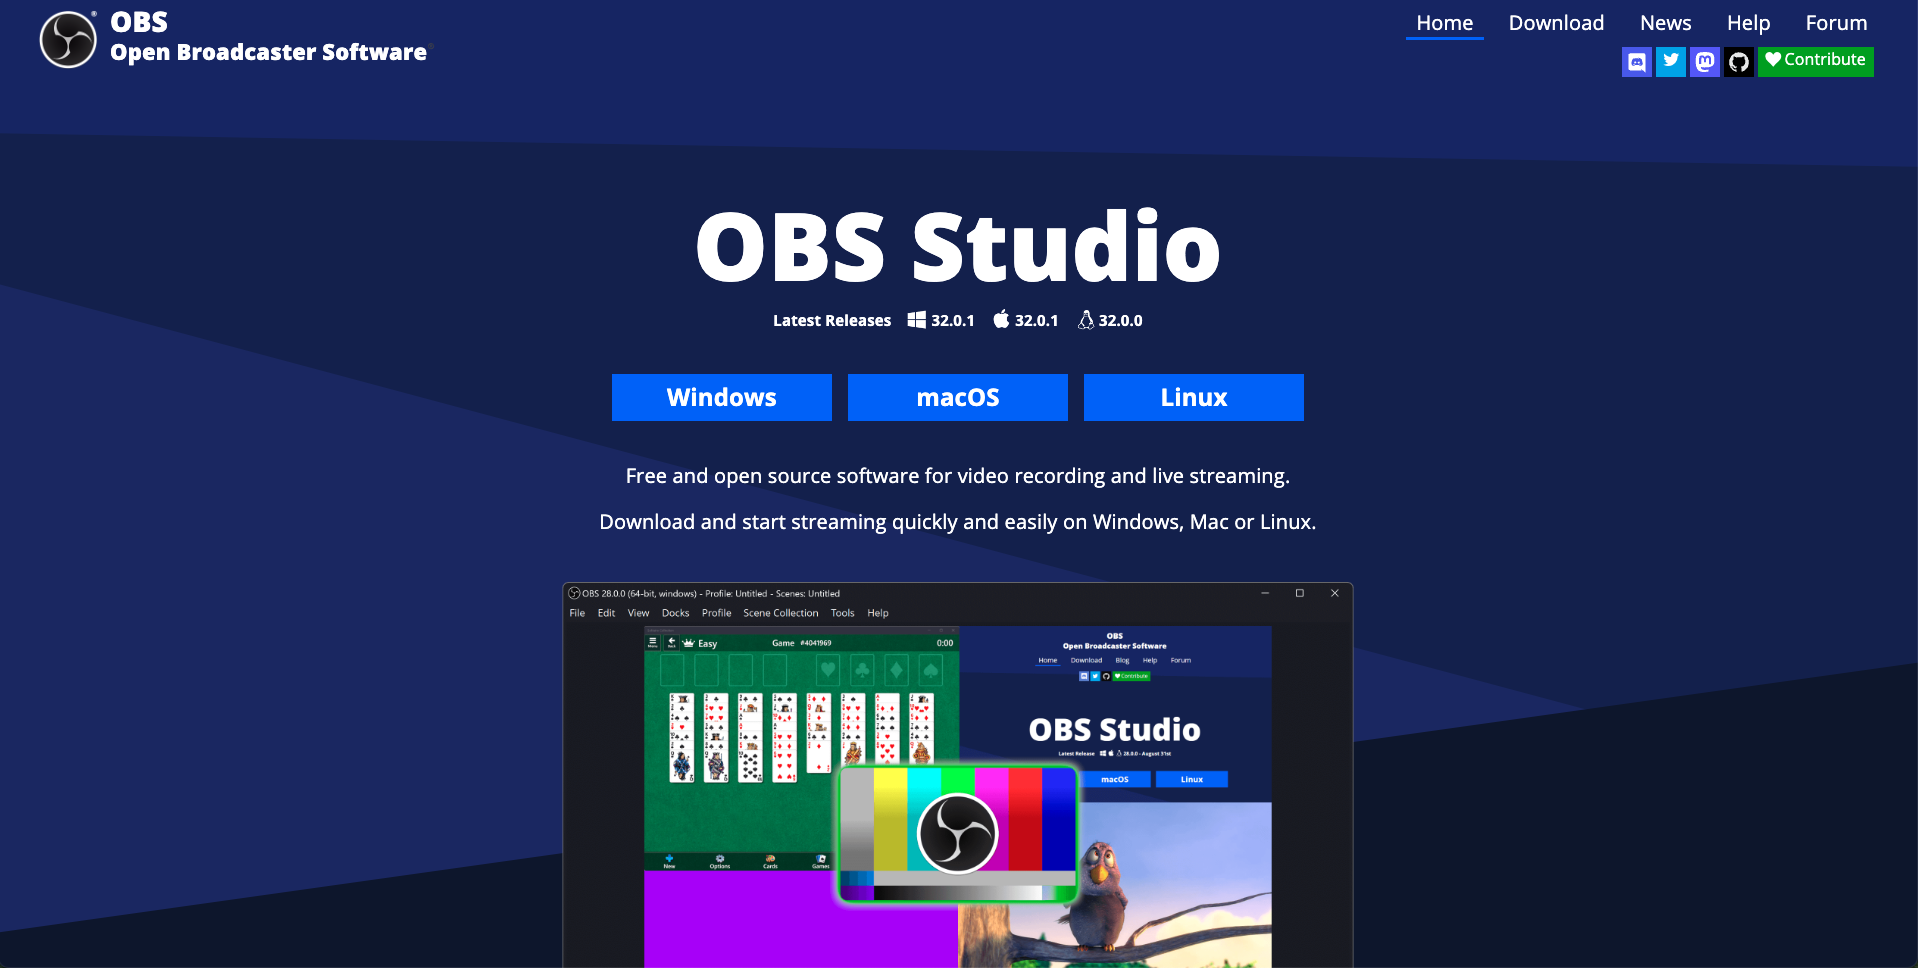 OBS
Open Broadcaster Software
Home Download News Help Forum
Contribute
OBS Studio
Latest Releases 32.0.1 32.0.1 32.0.0
Windows macOS Linux
Free and open source software for video recording and live streaming.
Download and start streaming quickly and easily on Windows, Mac or Linux.
OBS 28.0.0 (64-bit, windows) - Profile: Untitled - Scenes: Untitled
File Edit View Docks Profile Scene Collection Tools Help
Menu Back Easy Game #4041969 0:00
OBS
Open Broadcaster Software
Home Download Blog Help Forum
Contribute
OBS Studio
Latest Release 28.0.0 - August 31st
macOS Linux
New Options Cards Games